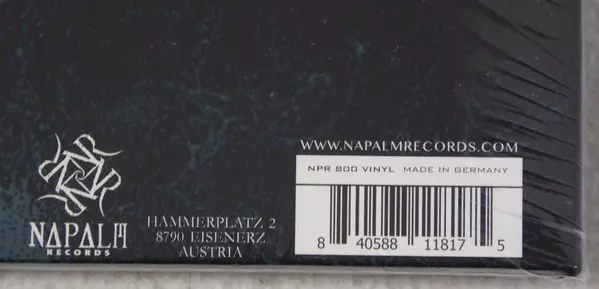 WWW.NAPALMRECORDS.COM
NPR 800 VINYL MADE IN GERMANY
8 40588 11817 5
NAPALM
RECORDS
HAMMERPLATZ 2
8790 EISENERZ
AUSTRIA